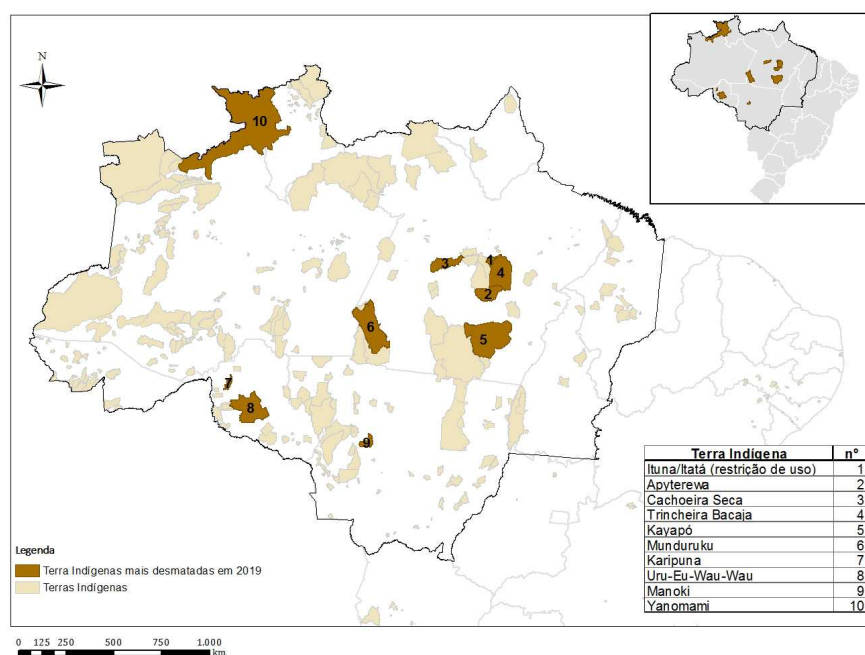 N
10
3
1
4
2
6
5
7
8
9
Terra Indígena nº
Ituna/Itatá (restrição de uso) 1
Apyterewa 2
Cachoeira Seca 3
Trincheira Bacaja 4
Kayapó 5
Munduruku 6
Karipuna 7
Uru-Eu-Wau-Wau 8
Manoki 9
Yanomami 10
Legenda
Terra Indígenas mais desmatadas em 2019
Terras Indígenas
0 125 250 500 750 1.000
km